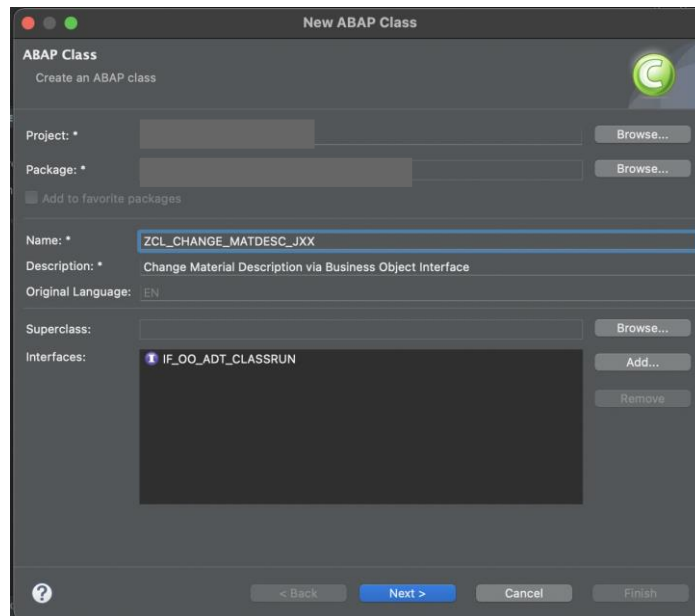 New ABAP Class
ABAP Class
Create an ABAP class
Project: *
Browse...
Package: *
Browse...
Add to favorite packages
Name: *
ZCL_CHANGE_MATDESC_JXX
Description: *
Change Material Description via Business Object Interface
Original Language:
EN
Superclass:
Browse...
Interfaces:
I IF_OO_ADT_CLASSRUN
Add...
Remove
? < Back Next > Cancel Finish